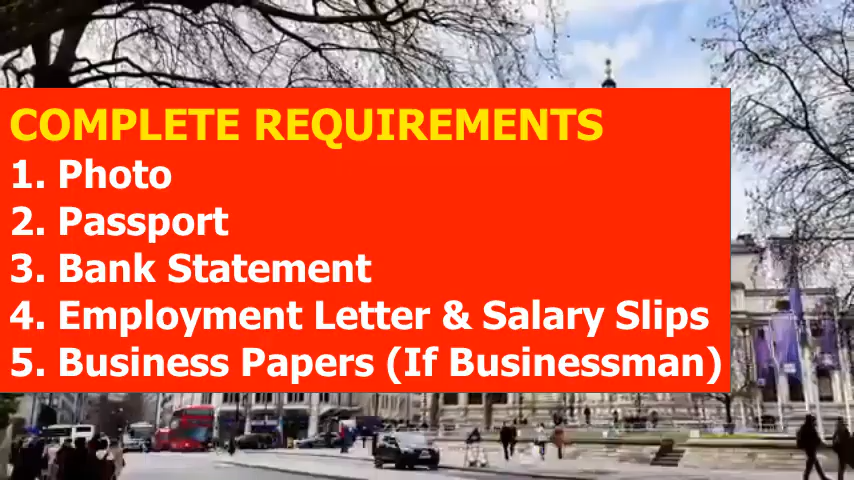 COMPLETE REQUIREMENTS
1. Photo
2. Passport
3. Bank Statement
4. Employment Letter & Salary Slips
5. Business Papers (If Businessman)